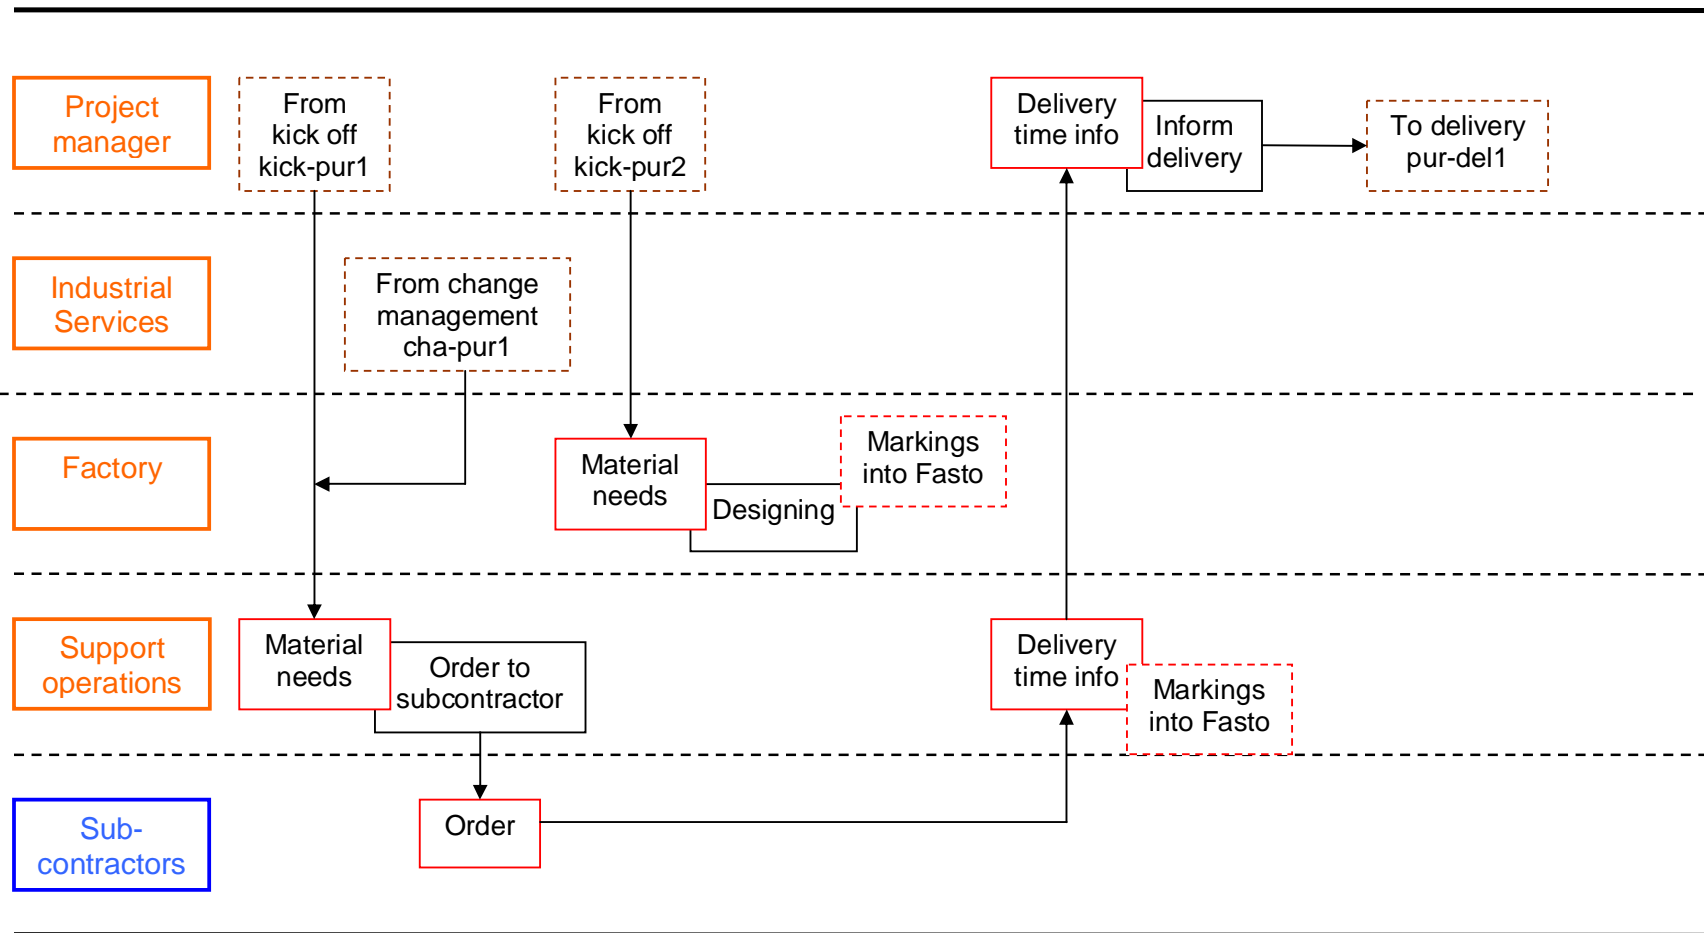 Project
manager
From
kick off
kick-pur1
From
kick off
kick-pur2
Delivery
time info
Inform
delivery
To delivery
pur-del1
Industrial
Services
From change
management
cha-pur1
Factory
Material
needs
Designing
Markings
into Fasto
Support
operations
Material
needs
Order to
subcontractor
Delivery
time info
Markings
into Fasto
Sub-
contractors
Order